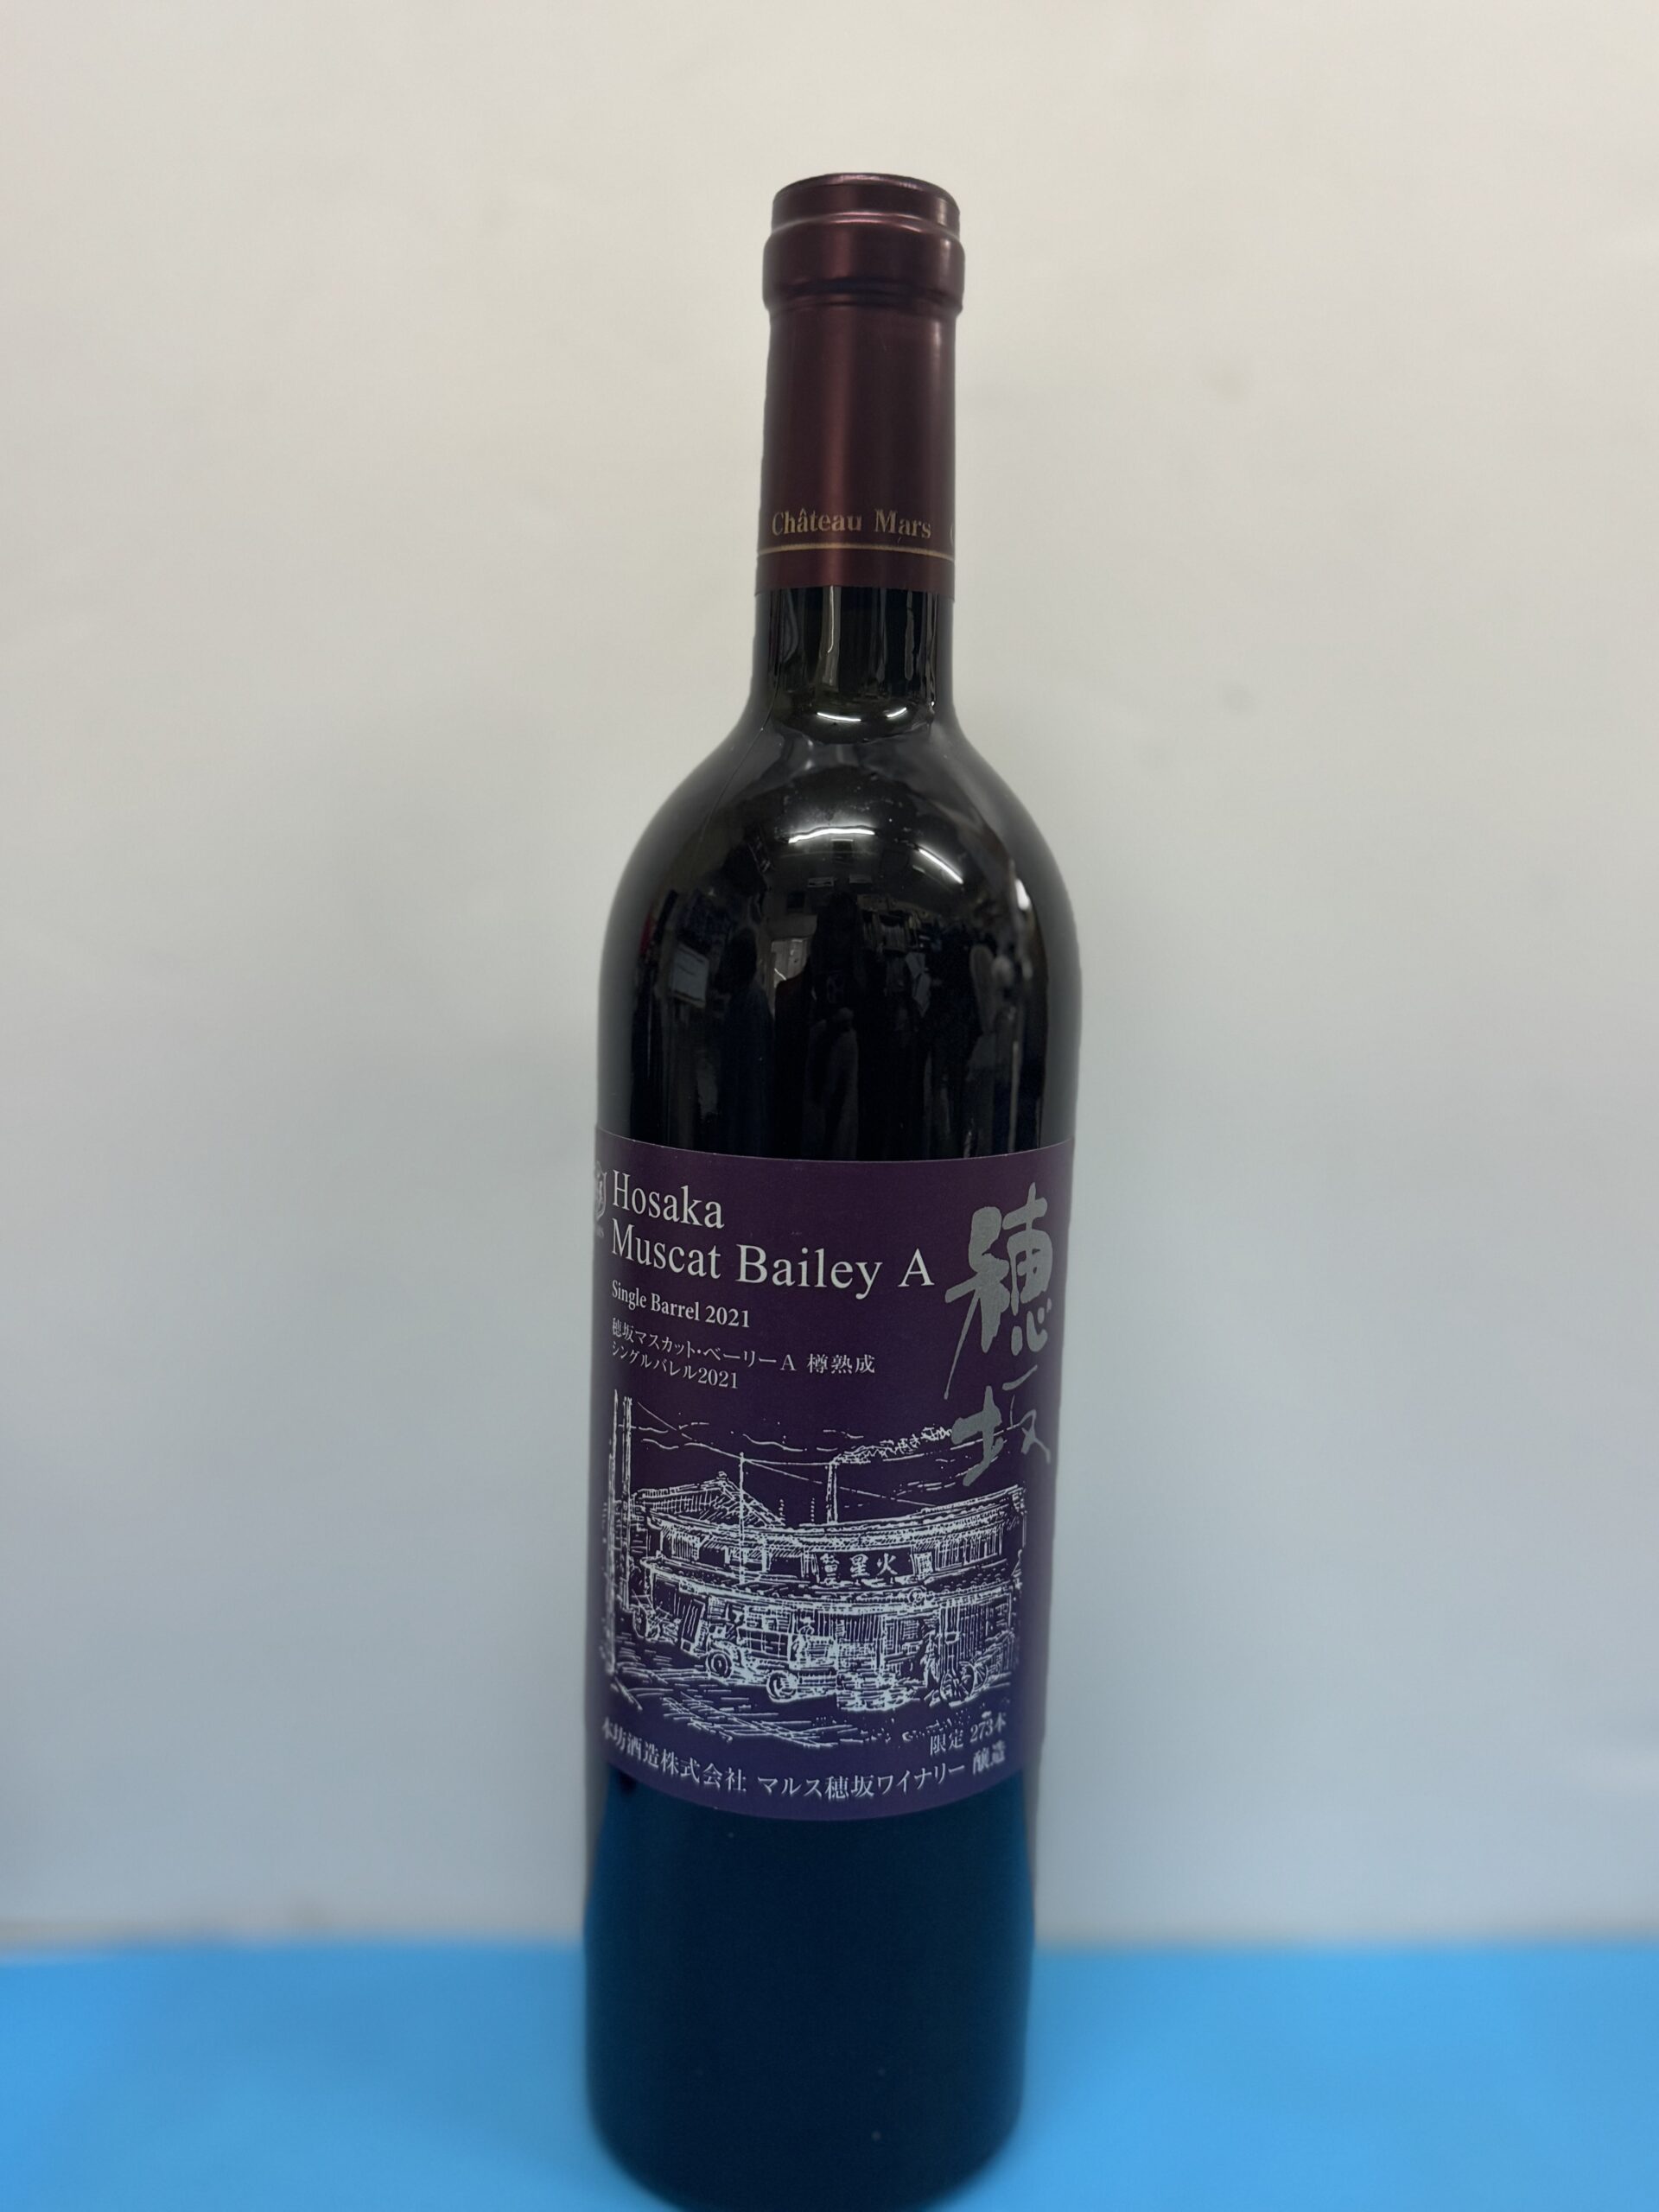 Château Mars
Hosaka
Muscat Bailey A
Single Barrel 2021
穂坂マスカット・ベーリーA 樽熟成
シングルバレル2021
穂坂
星火
限定 273本
本坊酒造株式会社 マルス穂坂ワイナリー 醸造